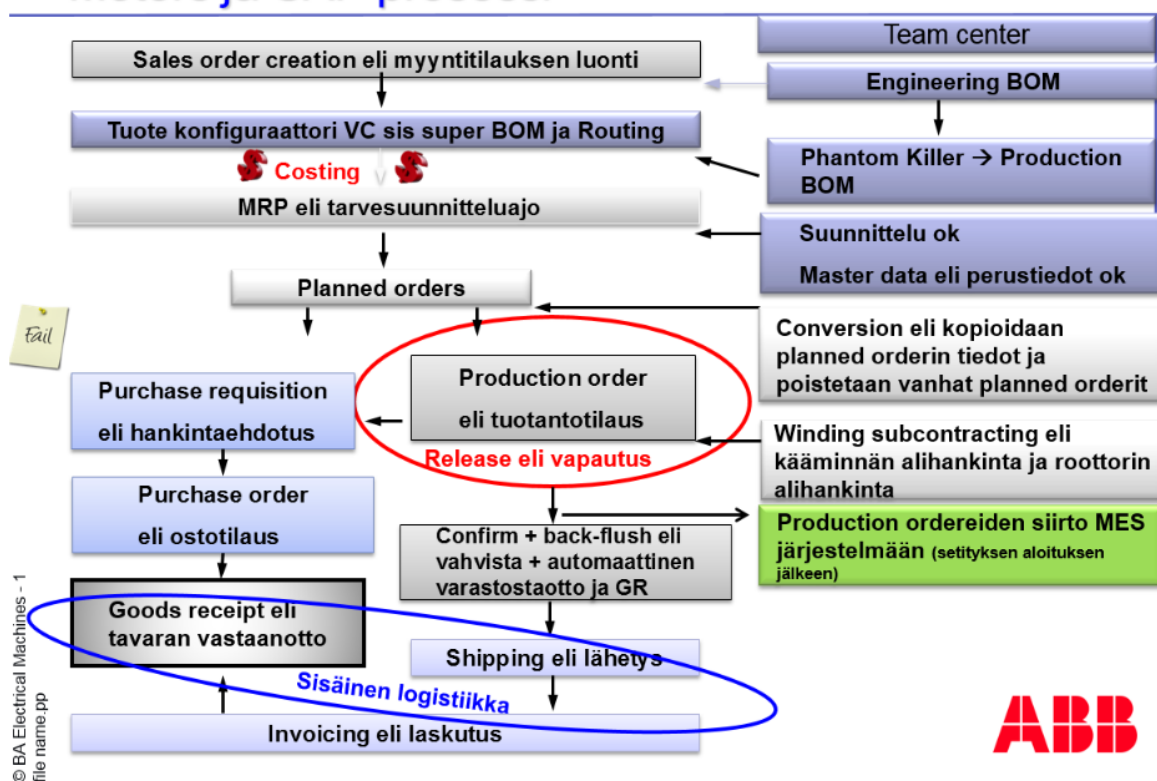 Sales order creation eli myyntitilauksen luonti
Tuote konfiguraattori VC sis super BOM ja Routing
Costing
MRP eli tarvesuunnitteluajo
Planned orders
Fail
Purchase requisition
eli hankintaehdotus
Production order
eli tuotantotilaus
Release eli vapautus
Purchase order
eli ostotilaus
Confirm + back-flush eli
vahvista + automaattinen
varastostaotto ja GR
Goods receipt eli
tavaran vastaanotto
Shipping eli lähetys
Sisäinen logistiikka
Invoicing eli laskutus
Team center
Engineering BOM
Phantom Killer → Production
BOM
Suunnittelu ok
Master data eli perustiedot ok
Conversion eli kopioidaan
planned orderin tiedot ja
poistetaan vanhat planned orderit
Winding subcontracting eli
kääminnän alihankinta ja roottorin
alihankinta
Production ordereiden siirto MES
järjestelmään (setityksen aloituksen
jälkeen)
© BA Electrical Machines - 1
file name.pp
ABB